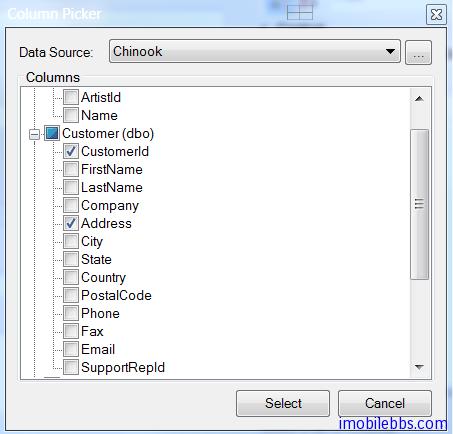 Column Picker
Data Source: Chinook ...
Columns
ArtistId
Name
Customer (dbo)
CustomerId
FirstName
LastName
Company
Address
City
State
Country
PostalCode
Phone
Fax
Email
SupportRepId
Select Cancel
imobilebbs.com